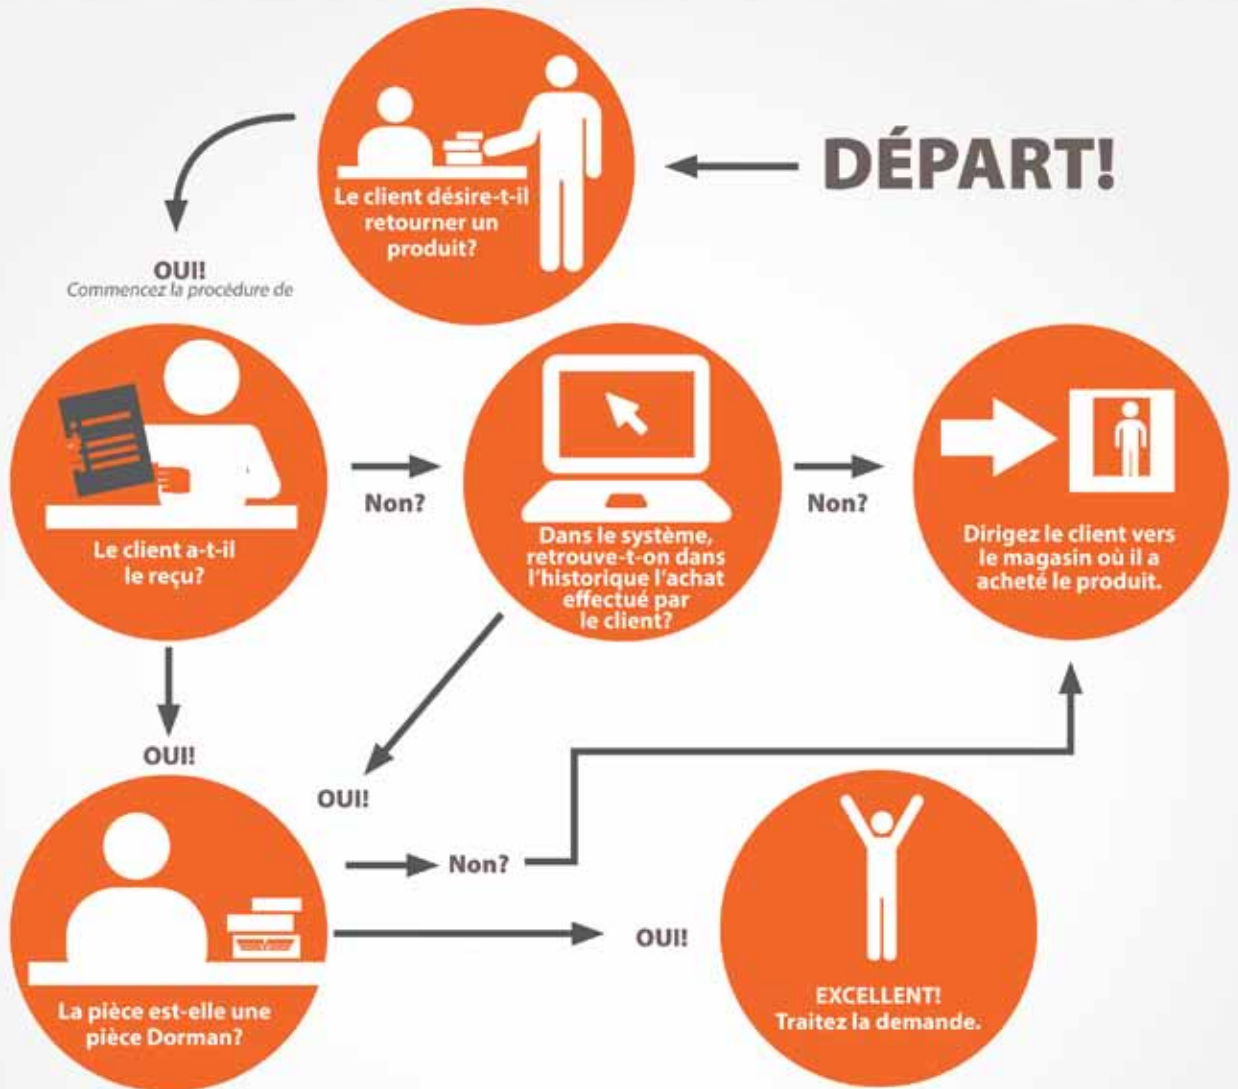 DÉPART!
Le client désire-t-il
retourner un
produit?
OUI!
Commencez la procédure de
Le client a-t-il
le reçu?
Non?
Dans le système,
retrouve-t-on dans
l'historique l'achat
effectué par
le client?
Non?
Dirigez le client vers
le magasin où il a
acheté le produit.
OUI!
OUI!
La pièce est-elle une
pièce Dorman?
Non?
OUI!
EXCELLENT!
Traitez la demande.